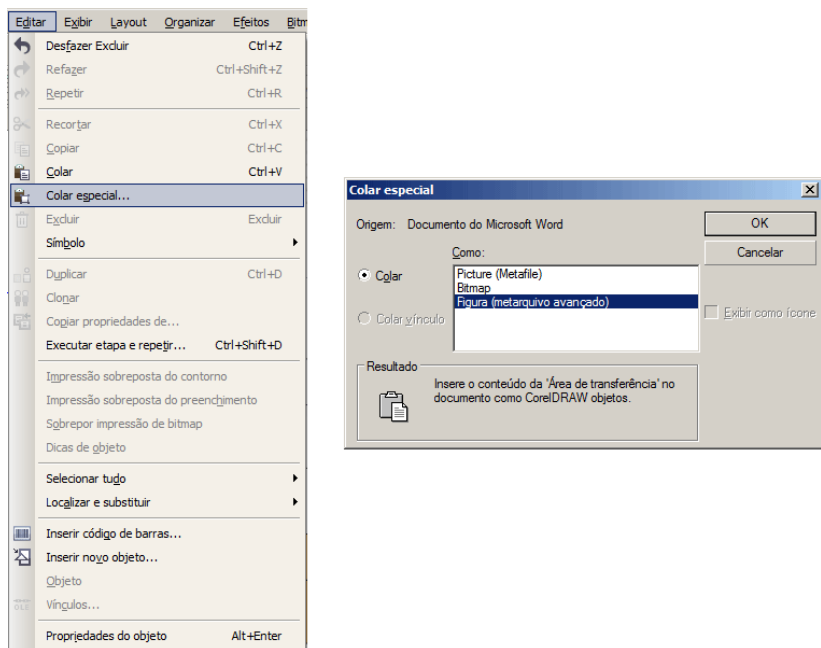 Editar Exibir Layout Organizar Efeitos Bitm
Desfazer Excluir Ctrl+Z
Refazer Ctrl+Shift+Z
Repetir Ctrl+R
Recortar Ctrl+X
Copiar Ctrl+C
Colar Ctrl+V
Colar especial...
Excluir Excluir
Símbolo
Duplicar Ctrl+D
Clonar
Copiar propriedades de...
Executar etapa e repetir... Ctrl+Shift+D
Impressão sobreposta do contorno
Impressão sobreposta do preenchimento
Sobrepor impressão de bitmap
Dicas de objeto
Selecionar tudo
Localizar e substituir
Inserir código de barras...
Inserir novo objeto...
Objeto
Vínculos...
Propriedades do objeto Alt+Enter
Colar especial
Origem: Documento do Microsoft Word
OK
Como:
Cancelar
Colar
Picture (Metafile)
Bitmap
Figura (metarquivo avançado)
Colar vínculo
Exibir como ícone
Resultado
Insere o conteúdo da 'Área de transferência' no
documento como CorelDRAW objetos.